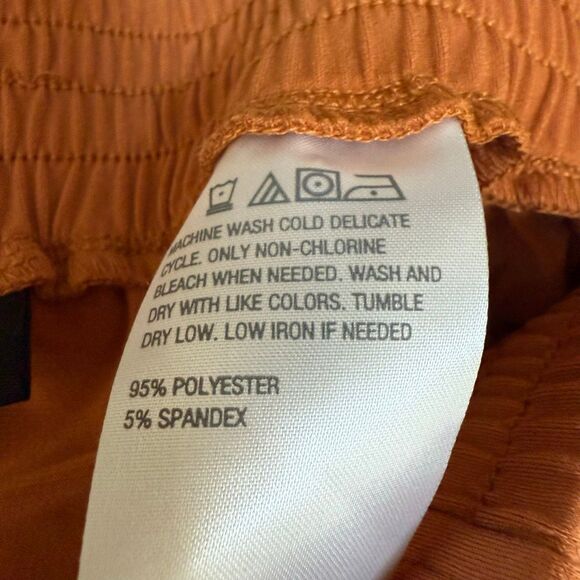 MACHINE WASH COLD DELICATE
CYCLE. ONLY NON-CHLORINE
BLEACH WHEN NEEDED. WASH AND
DRY WITH LIKE COLORS. TUMBLE
DRY LOW. LOW IRON IF NEEDED
95% POLYESTER
5% SPANDEX